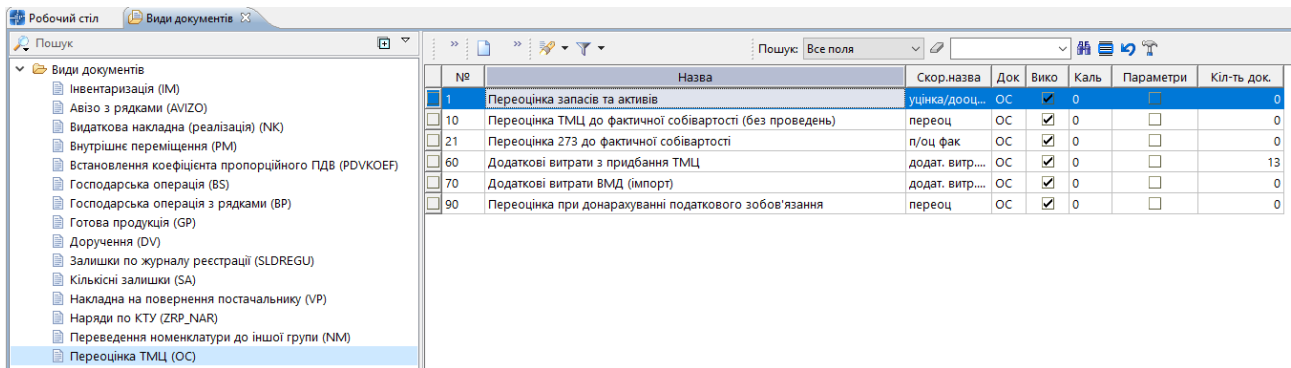 Робочий стіл
Види документів
Пошук
Види документів
Інвентаризація (IM)
Авізо з рядками (AVIZO)
Видаткова накладна (реалізація) (NK)
Внутрішнє переміщення (PM)
Встановлення коефіцієнта пропорційного ПДВ (PDVKOEF)
Господарська операція (BS)
Господарська операція з рядками (BP)
Готова продукція (GP)
Доручення (DV)
Залишки по журналу реєстрації (SLDREGU)
Кількісні залишки (SA)
Накладна на повернення постачальнику (VP)
Наряди по КТУ (ZRP_NAR)
Переведення номенклатури до іншої групи (NM)
Переоцінка ТМЦ (OC)
Пошук: Все поля
№ Назва Скор.назва Док Вико Каль Параметри Кіл-ть док.
1 Переоцінка запасів та активів уцінка/дооц... OC 0 0
10 Переоцінка ТМЦ до фактичної собівартості (без проведень) переоц OC 0 0
21 Переоцінка 273 до фактичної собівартості п/оц фак OC 0 0
60 Додаткові витрати з придбання ТМЦ додат. витр.... OC 0 13
70 Додаткові витрати ВМД (імпорт) додат. витр.... OC 0 0
90 Переоцінка при донарахуванні податкового зобов'язання переоц OC 0 0